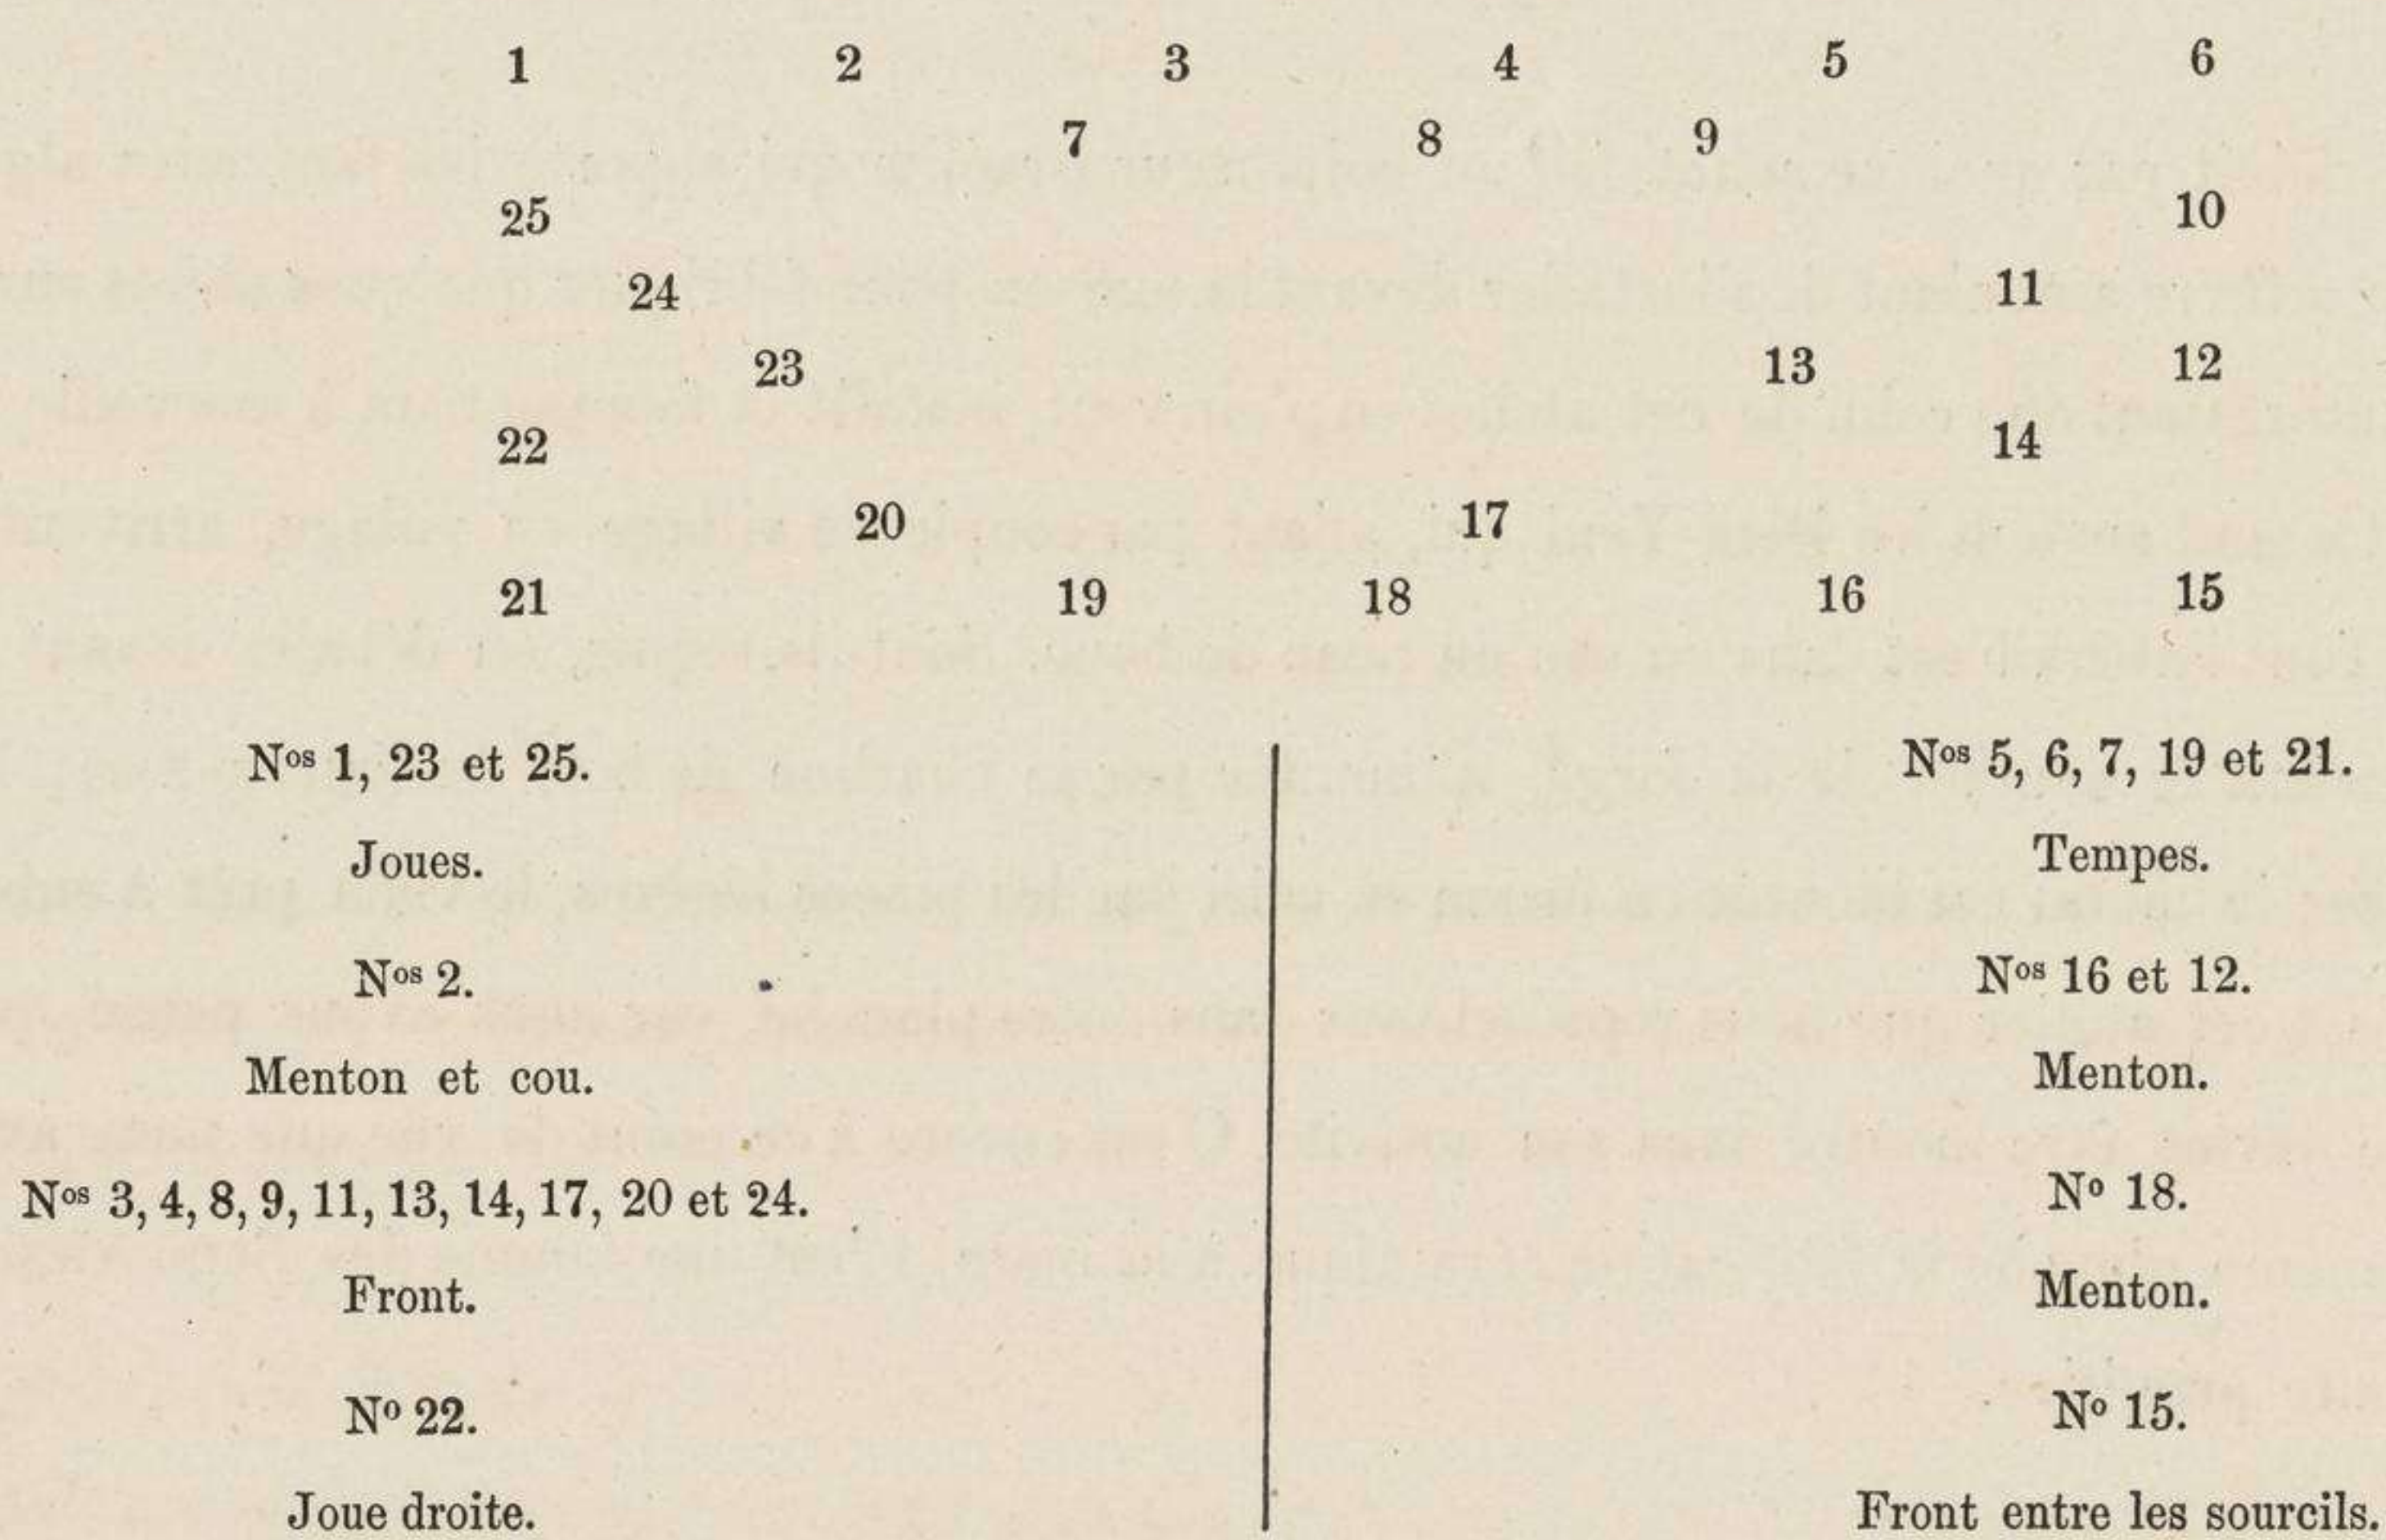 1 2 3 4 5 6
7 8 9
25 10
24 11
23 13 12
22 14
20 17
21 19 18 16 15
Nos 1, 23 et 25.
Joues.
Nos 2.
Menton et cou.
Nos 3, 4, 8, 9, 11, 13, 14, 17, 20 et 24.
Front.
No 22.
Joue droite.
Nos 5, 6, 7, 19 et 21.
Tempes.
Nos 16 et 12.
Menton.
No 18.
Menton.
No 15.
Front entre les sourcils.